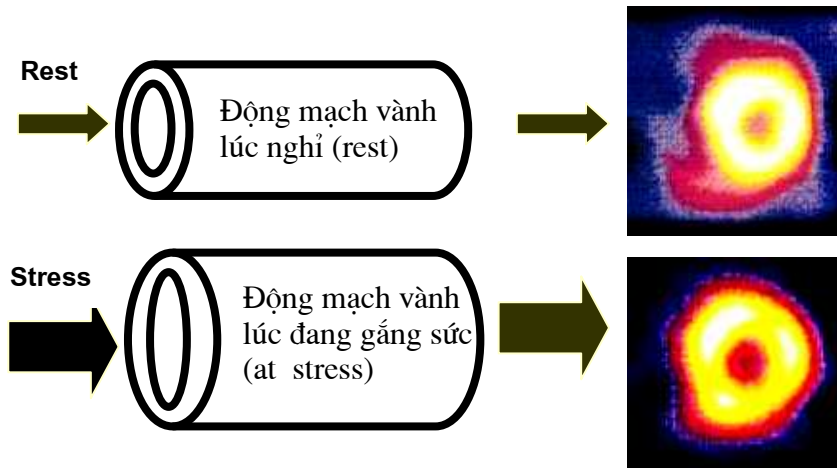 Rest
Động mạch vành
lúc nghỉ (rest)
Stress
Động mạch vành
lúc đang gắng sức
(at stress)